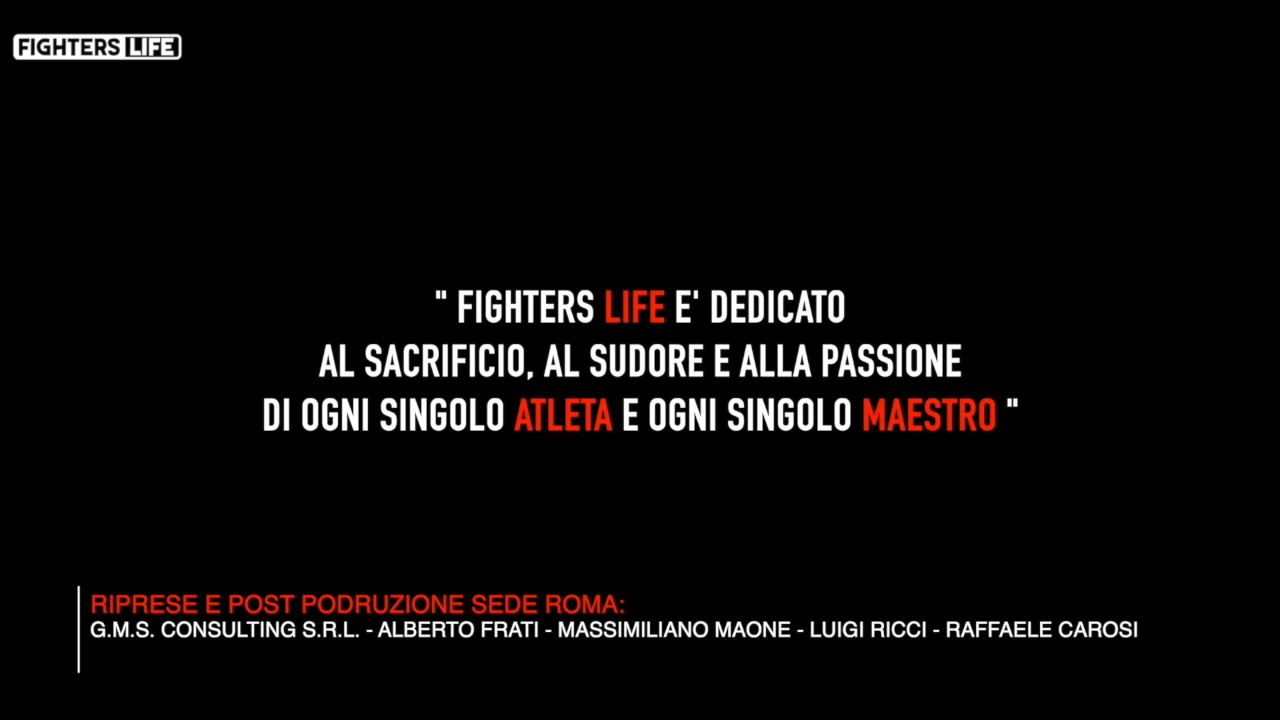 FIGHTERS LIFE
" FIGHTERS LIFE E' DEDICATO
AL SACRIFICIO, AL SUDORE E ALLA PASSIONE
DI OGNI SINGOLO ATLETA E OGNI SINGOLO MAESTRO "
RIPRESE E POST PODRUZIONE SEDE ROMA:
G.M.S. CONSULTING S.R.L. - ALBERTO FRATI - MASSIMILIANO MAONE - LUIGI RICCI - RAFFAELE CAROSI